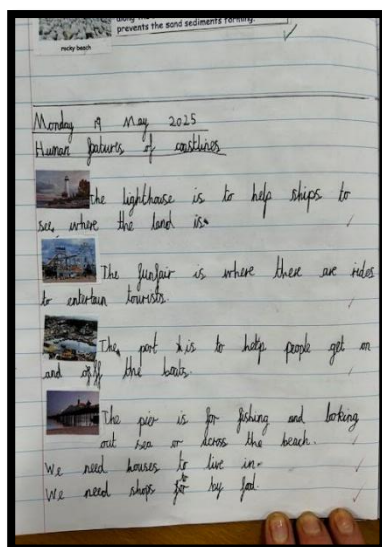 prevents the sand sediments forming.
rocky beach
Monday 19 May 2025
Human features of coastlines
the lighthouse is to help ships to
see where the land is.
The funfair is where there are rides
to entertain tourists.
The port is to help people get on
and off the boats.
The pier is for fishing and looking
out sea or across the beach.
We need houses to live in.
We need shops to by food.